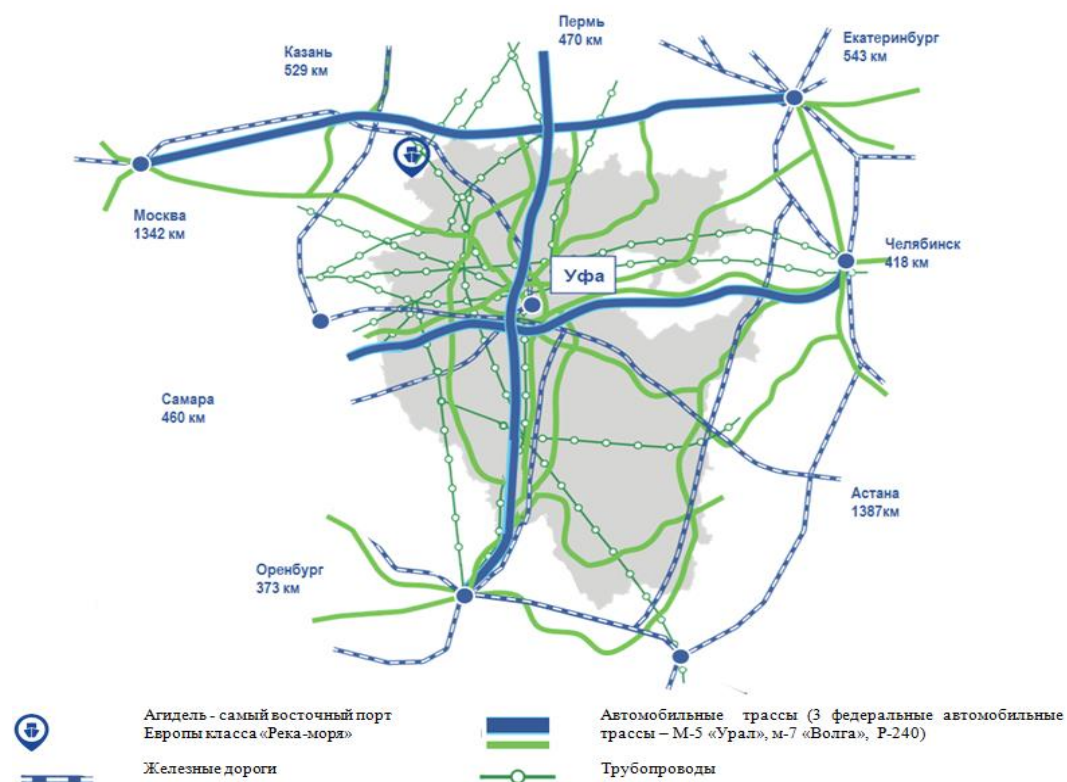 Пермь
470 км
Екатеринбург
543 км
Казань
529 км
Москва
1342 км
Челябинск
418 км
Уфа
Самара
460 км
Астана
1387км
Оренбург
373 км
Агидель - самый восточный порт
Европы класса «Река-моря»
Автомобильные трассы (3 федеральные автомобильные
трассы – М-5 «Урал», м-7 «Волга», Р-240)
Железные дороги
Трубопроводы